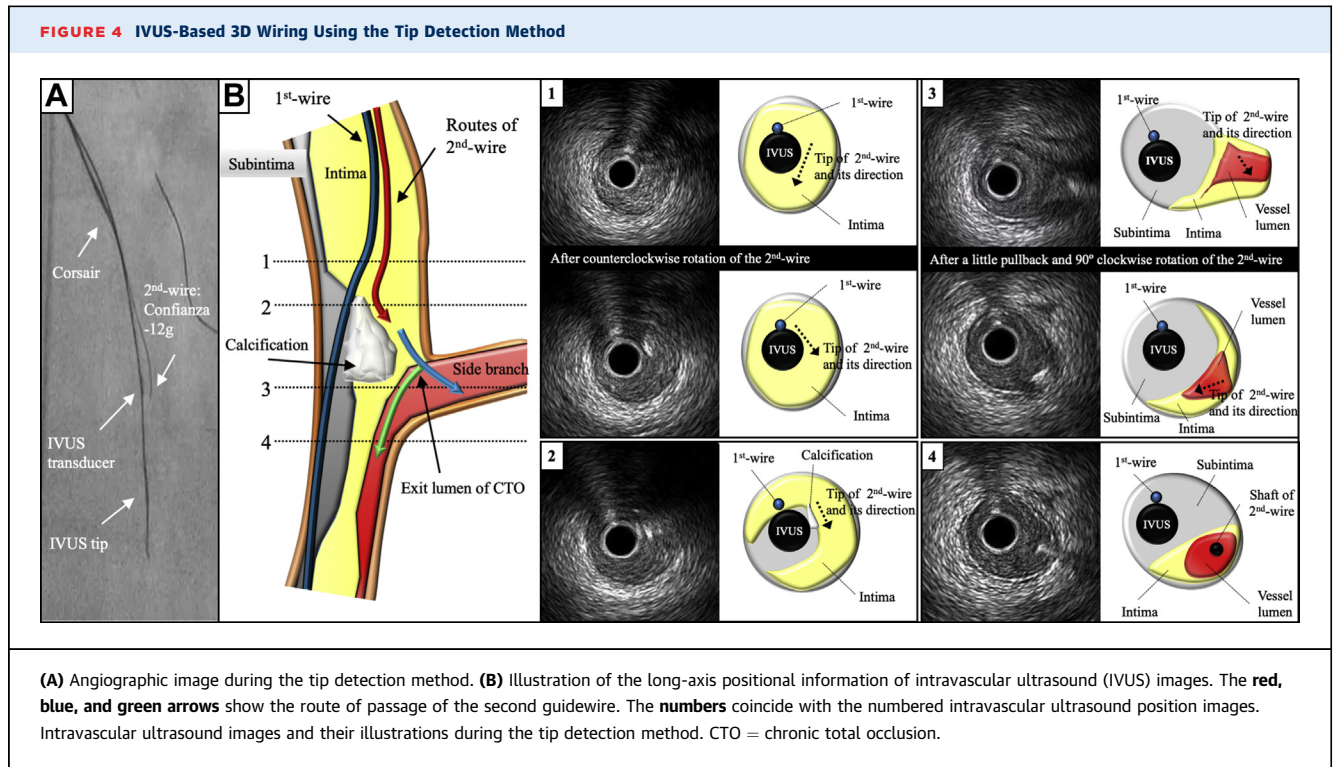 FIGURE 4 IVUS-Based 3D Wiring Using the Tip Detection Method
A
Corsair
2nd-wire:
Confianza
-12g
IVUS
transducer
IVUS tip
B
1st-wire
Routes of
2nd-wire
Subintima
Intima
1
2
Calcification
Side branch
3
4
Exit lumen of CTO
1
1st-wire
IVUS
Tip of 2nd-wire
and its direction
Intima
After counterclockwise rotation of the 2nd-wire
1st-wire
IVUS
Tip of 2nd-wire
and its direction
Intima
2
1st-wire
Calcification
Tip of 2nd-wire
and its direction
IVUS
Intima
3
1st-wire
Tip of 2nd-wire
and its direction
IVUS
Vessel
lumen
Subintima
Intima
After a little pullback and 90° clockwise rotation of the 2nd-wire
1st-wire
Vessel
lumen
IVUS
Tip of 2nd-wire
and its direction
Subintima
Intima
4
1st-wire
Subintima
Shaft of
2nd-wire
IVUS
Intima
Vessel
lumen
(A) Angiographic image during the tip detection method. (B) Illustration of the long-axis positional information of intravascular ultrasound (IVUS) images. The red,
blue, and green arrows show the route of passage of the second guidewire. The numbers coincide with the numbered intravascular ultrasound position images.
Intravascular ultrasound images and their illustrations during the tip detection method. CTO = chronic total occlusion.